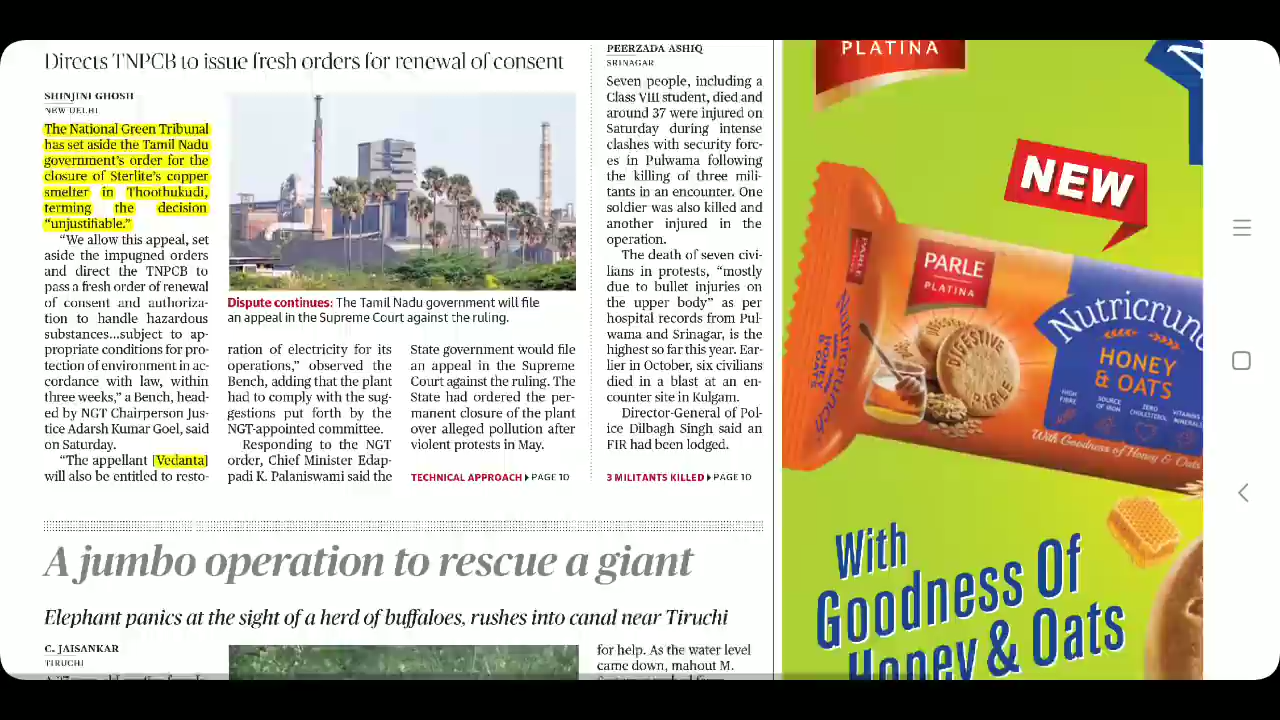 Directs TNPCB to issue fresh orders for renewal of consent
SHINJINI GHOSH
NEW DELHI
The National Green Tribunal
has set aside the Tamil Nadu
government's order for the
closure of Sterlite's copper
smelter in Thoothukudi,
terming the decision
"unjustifiable."
"We allow this appeal, set
aside the impugned orders
and direct the TNPCB to
pass a fresh order of renewal
of consent and authoriza-
tion to handle hazardous
substances...subject to ap-
propriate conditions for pro-
tection of environment in ac-
cordance with law, within
three weeks," a Bench, head-
ed by NGT Chairperson Jus-
tice Adarsh Kumar Goel, said
on Saturday.
"The appellant [Vedanta]
will also be entitled to resto-
Dispute continues: The Tamil Nadu government will file
an appeal in the Supreme Court against the ruling.
ration of electricity for its
operations," observed the
Bench, adding that the plant
had to comply with the sug-
gestions put forth by the
NGT-appointed committee.
Responding to the NGT
order, Chief Minister Edap-
padi K. Palaniswami said the
State government would file
an appeal in the Supreme
Court against the ruling. The
State had ordered the per-
manent closure of the plant
over alleged pollution after
violent protests in May.
TECHNICAL APPROACH PAGE 10
PEERZADA ASHIQ
SRINAGAR
Seven people, including a
Class VIII student, died and
around 37 were injured on
Saturday during intense
clashes with security forc-
es in Pulwama following
the killing of three mili-
tants in an encounter. One
soldier was also killed and
another injured in the
operation.
The death of seven civi-
lians in protests, "mostly
due to bullet injuries on
the upper body" as per
hospital records from Pul-
wama and Srinagar, is the
highest so far this year. Ear-
lier in October, six civilians
died in a blast at an en-
counter site in Kulgam.
Director-General of Pol-
ice Dilbagh Singh said an
FIR had been lodged.
3 MILITANTS KILLED PAGE 10
A jumbo operation to rescue a giant
Elephant panics at the sight of a herd of buffaloes, rushes into canal near Tiruchi
C. JAISANKAR
TIRUCHI
for help. As the water level
came down, mahout M.
PLATINA
NEW
PARLE
PLATINA
Nutricrunc
HONEY
& OATS
HIGH FIBRE
SOURCE OF IRON
ZERO CHOLESTEROL
DIGESTIVE
PARLE
With Goodness of Honey & Oats
Nutricrunch
With
Goodness Of
Honey & Oats